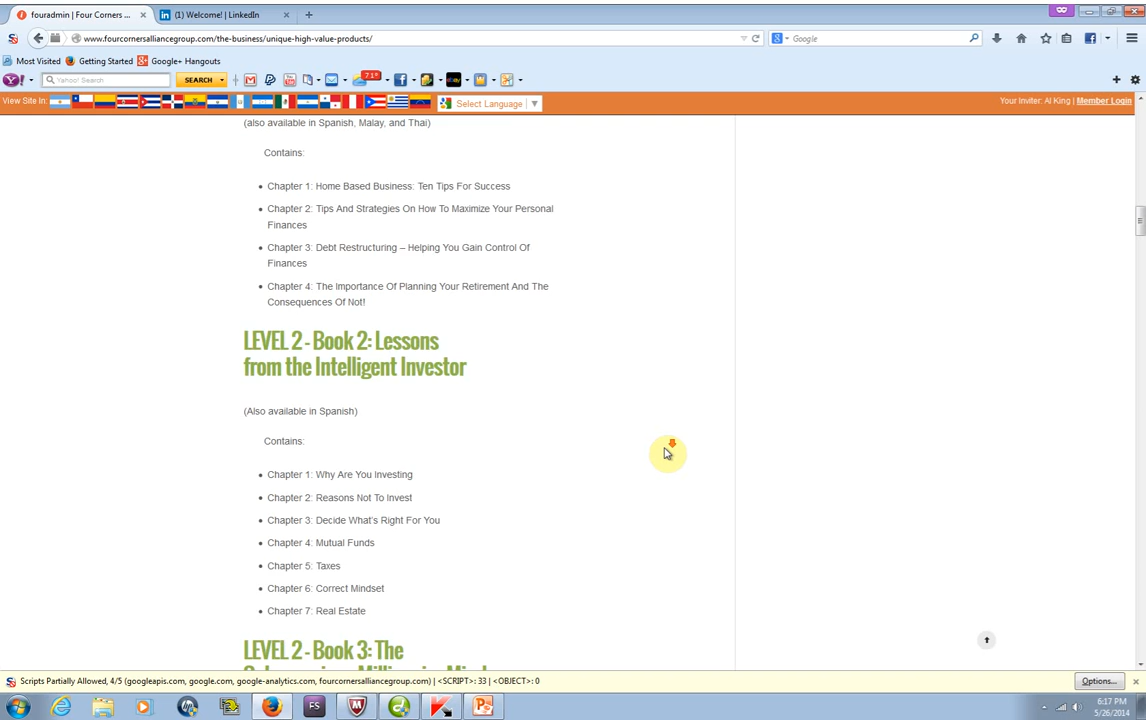 fouradmin | Four Corners ...
(1) Welcome! | LinkedIn
www.fourcornersalliancegroup.com/the-business/unique-high-value-products/
Google
Most Visited Getting Started Google+ Hangouts
Yahoo! Search
SEARCH
71°
View Site In:
Select Language
Your Inviter: Al King | Member Login
(also available in Spanish, Malay, and Thai)
Contains:
• Chapter 1: Home Based Business: Ten Tips For Success
• Chapter 2: Tips And Strategies On How To Maximize Your Personal
Finances
• Chapter 3: Debt Restructuring – Helping You Gain Control Of
Finances
• Chapter 4: The Importance Of Planning Your Retirement And The
Consequences Of Not!
LEVEL 2 - Book 2: Lessons
from the Intelligent Investor
(Also available in Spanish)
Contains:
• Chapter 1: Why Are You Investing
• Chapter 2: Reasons Not To Invest
• Chapter 3: Decide What's Right For You
• Chapter 4: Mutual Funds
• Chapter 5: Taxes
• Chapter 6: Correct Mindset
• Chapter 7: Real Estate
LEVEL 2 - Book 3: The
Scripts Partially Allowed, 4/5 (googleapis.com, google.com, google-analytics.com, fourcornersalliancegroup.com) | <SCRIPT>: 33 | <OBJECT>: 0
Options...
FS
6:17 PM
5/26/2014